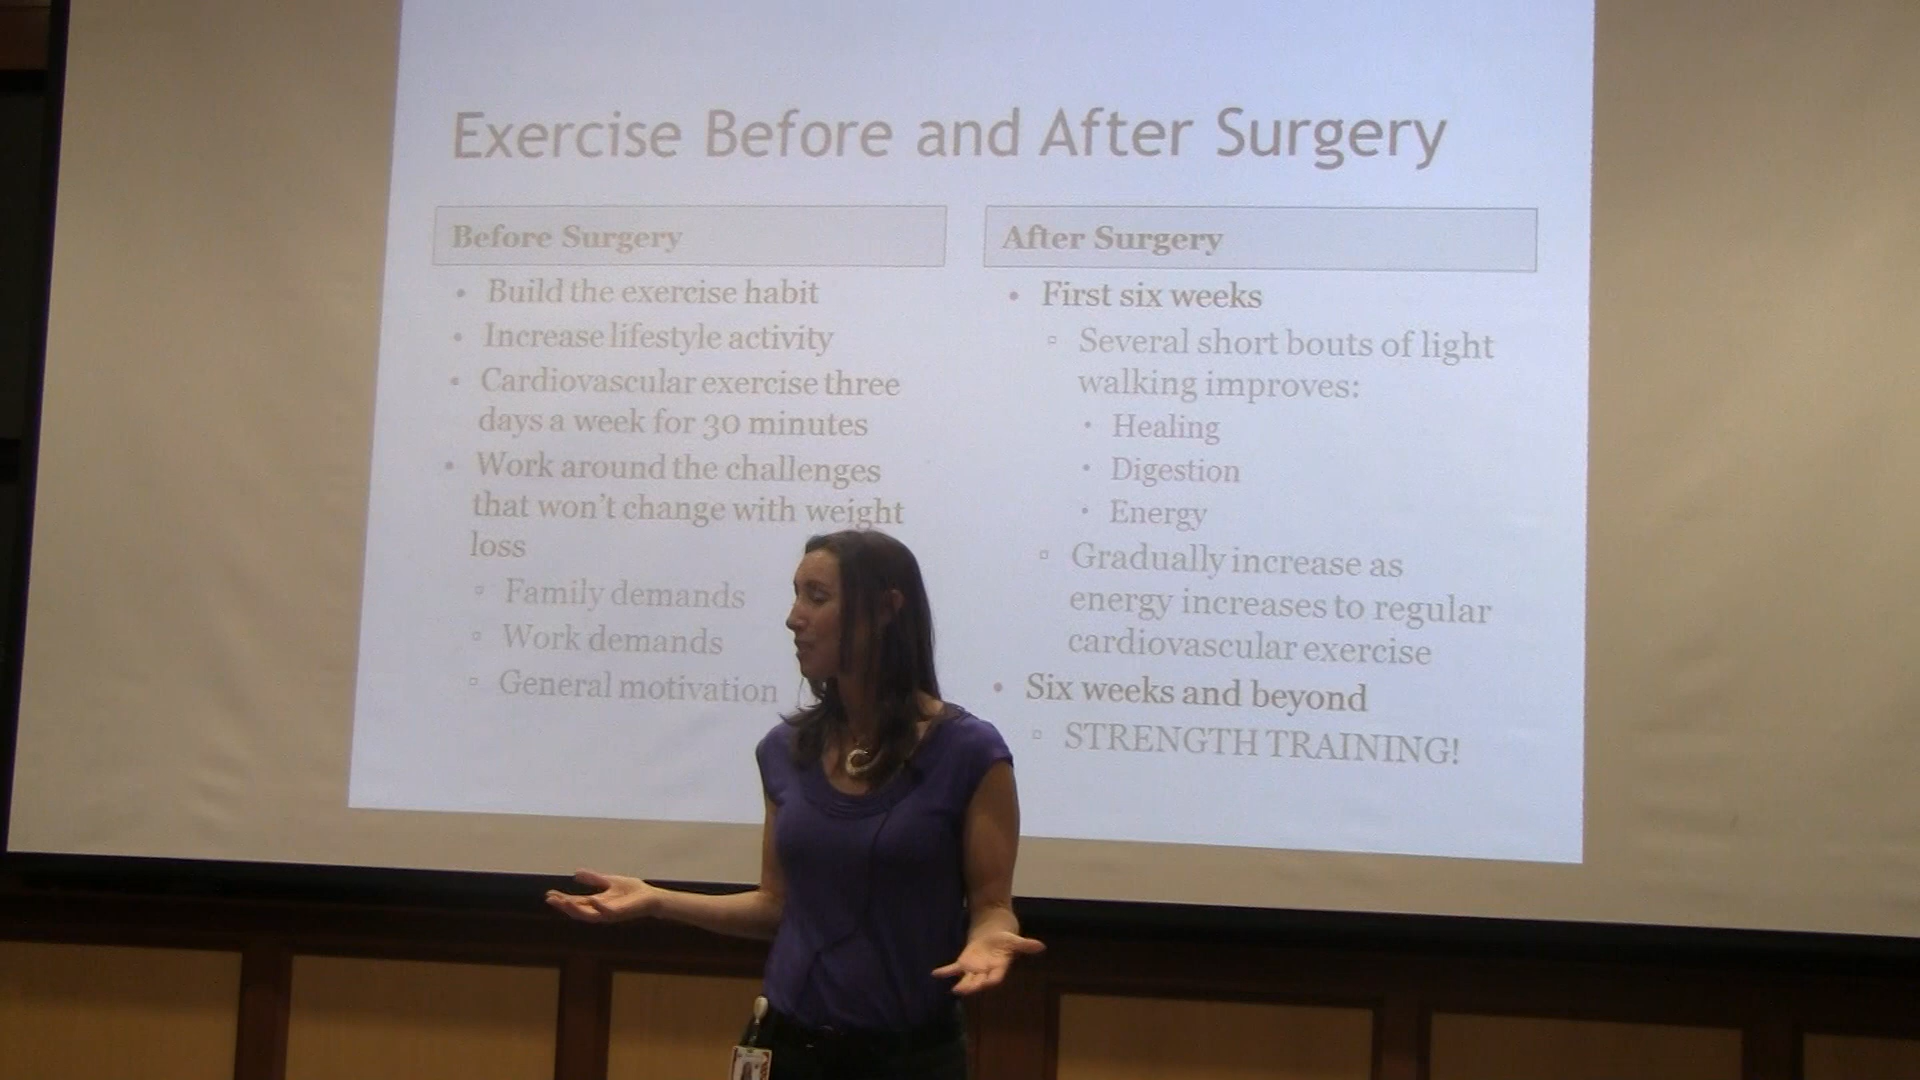 Exercise Before and After Surgery
Before Surgery
• Build the exercise habit
• Increase lifestyle activity
• Cardiovascular exercise three
days a week for 30 minutes
• Work around the challenges
that won't change with weight
loss
▫ Family demands
▫ Work demands
▫ General motivation
After Surgery
• First six weeks
▫ Several short bouts of light
walking improves:
• Healing
• Digestion
• Energy
▫ Gradually increase as
energy increases to regular
cardiovascular exercise
• Six weeks and beyond
▫ STRENGTH TRAINING!